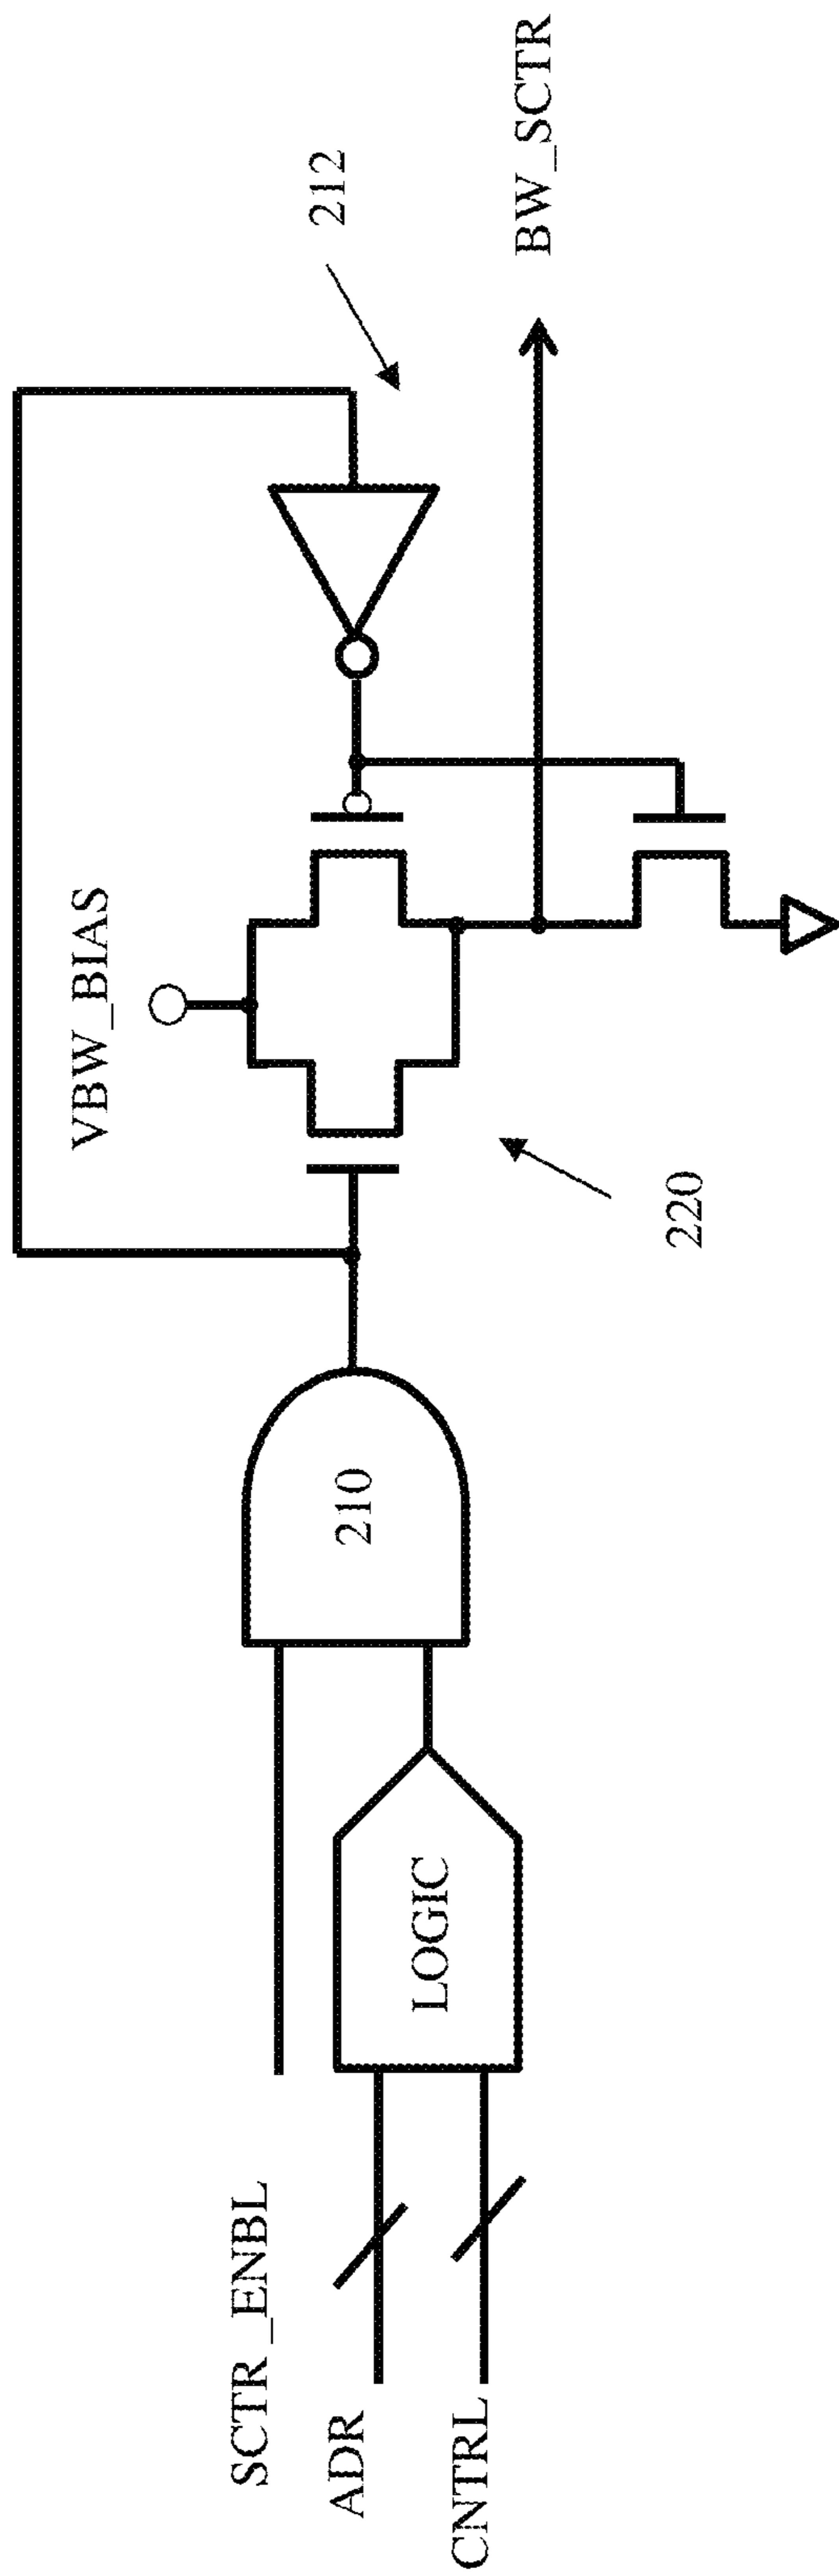 SCTR_ENBL
ADR
CNTRL
LOGIC
210
VBW_BIAS
220
212
BW_SCTR